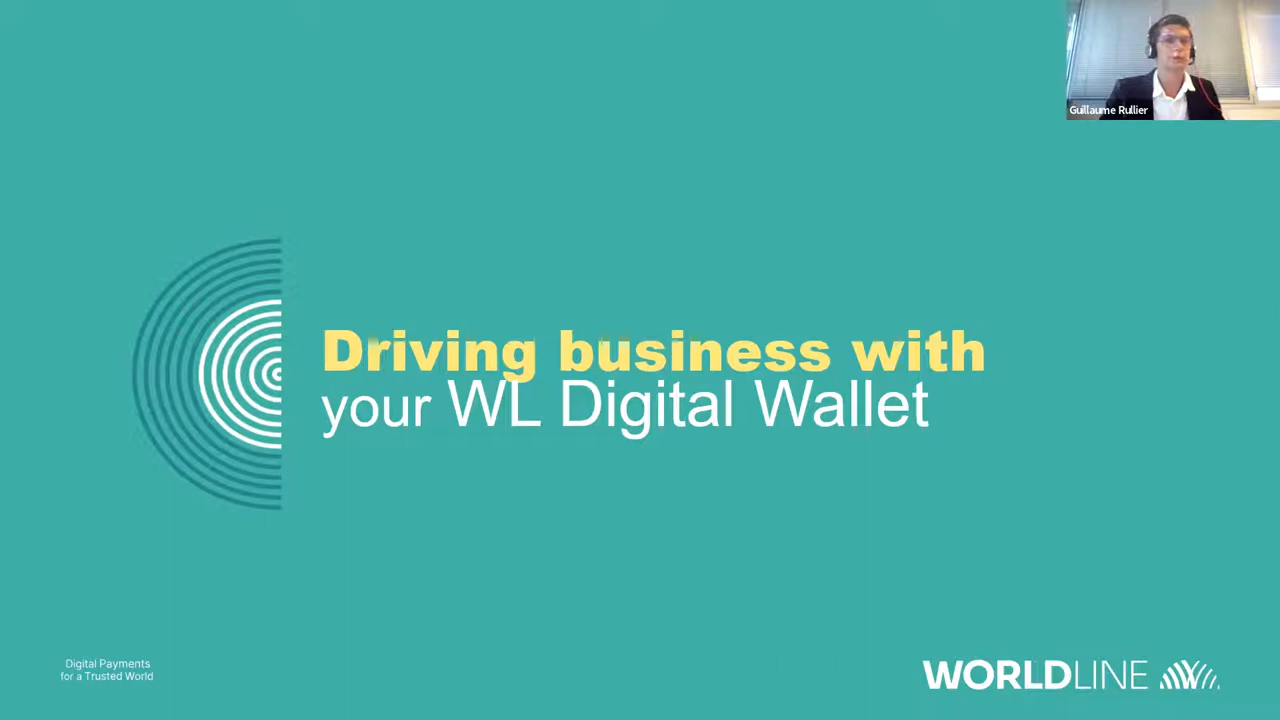 Guillaume Rullier
Driving business with
your WL Digital Wallet
Digital Payments
for a Trusted World
WORLDLINE